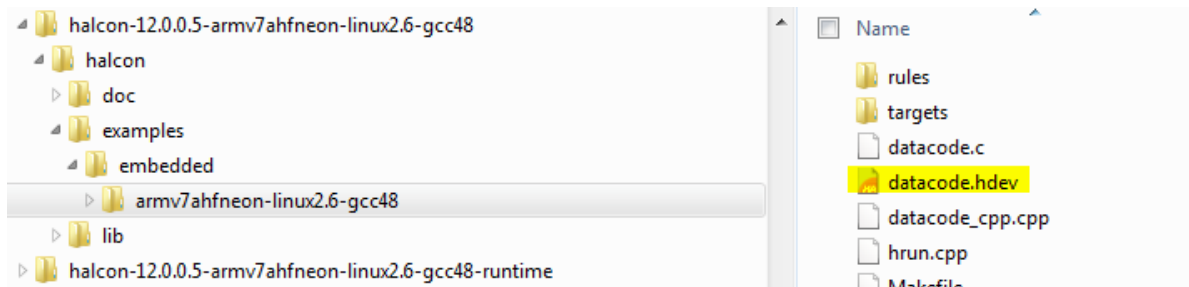 halcon-12.0.0.5-armv7ahfneon-linux2.6-gcc48
halcon
doc
examples
embedded
armv7ahfneon-linux2.6-gcc48
lib
halcon-12.0.0.5-armv7ahfneon-linux2.6-gcc48-runtime
Name
rules
targets
datacode.c
datacode.hdev
datacode_cpp.cpp
hrun.cpp
Makefile